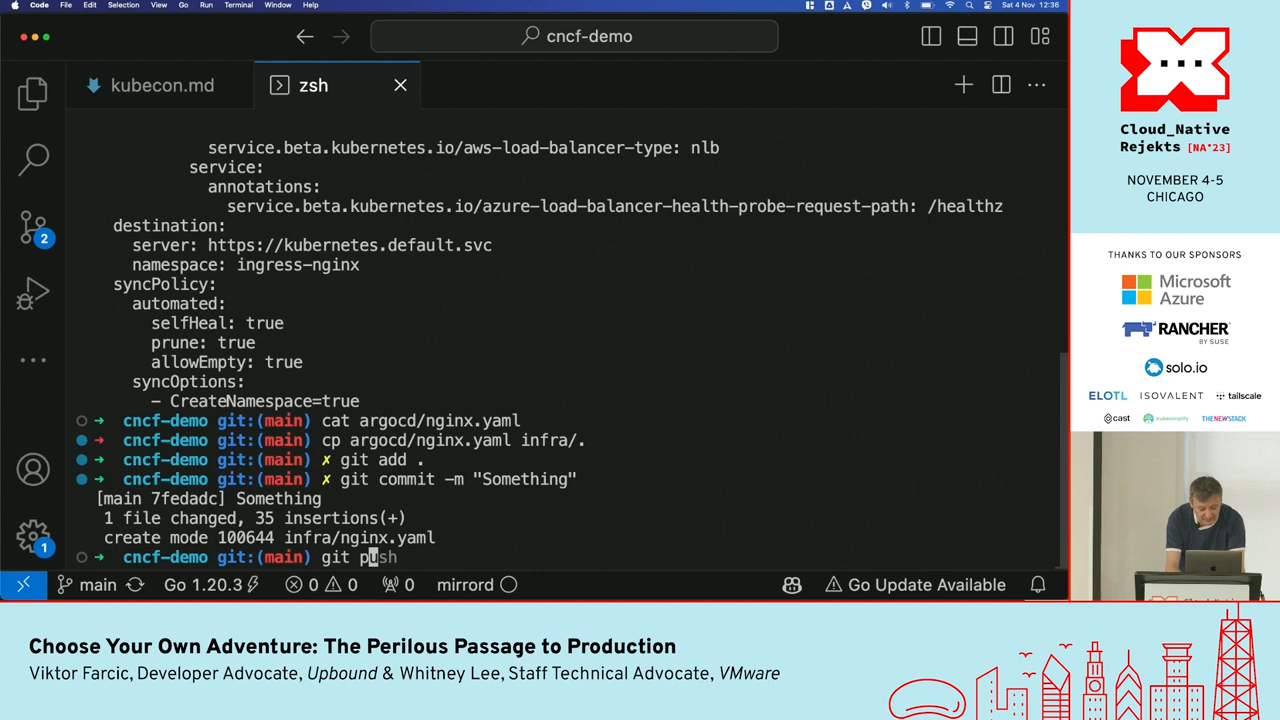 Code File Edit Selection View Go Run Terminal Window Help
Sat 4 Nov 12:36
cncf-demo
kubecon.md
zsh
service.beta.kubernetes.io/aws-load-balancer-type: nlb
service:
annotations:
service.beta.kubernetes.io/azure-load-balancer-health-probe-request-path: /healthz
destination:
server: https://kubernetes.default.svc
namespace: ingress-nginx
syncPolicy:
automated:
selfHeal: true
prune: true
allowEmpty: true
syncOptions:
- CreateNamespace=true
➜ cncf-demo git:(main) cat argocd/nginx.yaml
➜ cncf-demo git:(main) cp argocd/nginx.yaml infra/.
➜ cncf-demo git:(main) ✗ git add .
➜ cncf-demo git:(main) ✗ git commit -m "Something"
[main 7fedadc] Something
1 file changed, 35 insertions(+)
create mode 100644 infra/nginx.yaml
➜ cncf-demo git:(main) git push
2
1
main Go 1.20.3 0 0 0 mirrord Go Update Available
Cloud_Native
Rejekts [NA'23]
NOVEMBER 4-5
CHICAGO
THANKS TO OUR SPONSORS
Microsoft
Azure
RANCHER
BY SUSE
solo.io
ELOTL ISOVALENT tailscale
cast Kubesimplify THENEWSTACK
Choose Your Own Adventure: The Perilous Passage to Production
Viktor Farcic, Developer Advocate, Upbound & Whitney Lee, Staff Technical Advocate, VMware